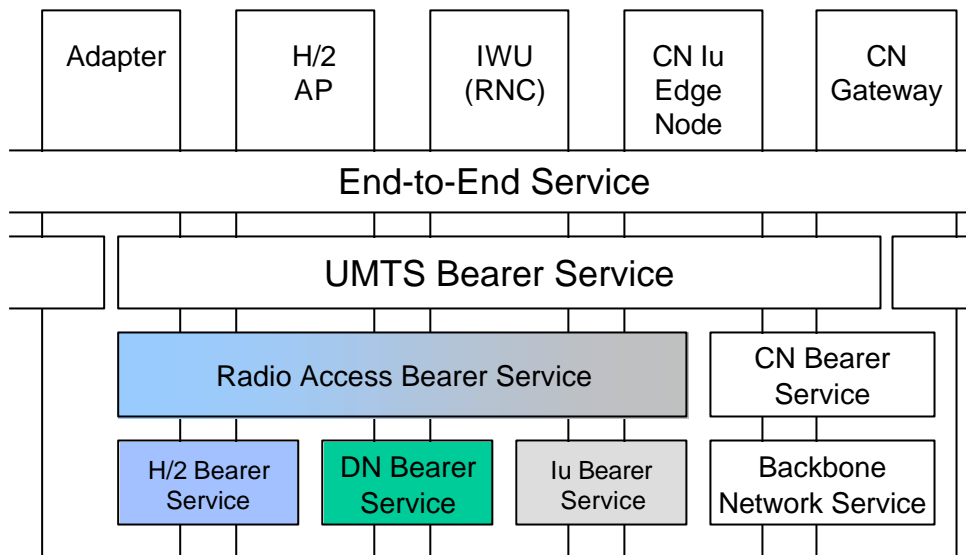 Adapter
H/2
AP
IWU
(RNC)
CN Iu
Edge
Node
CN
Gateway
End-to-End Service
UMTS Bearer Service
Radio Access Bearer Service
CN Bearer
Service
H/2 Bearer
Service
DN Bearer
Service
Iu Bearer
Service
Backbone
Network Service